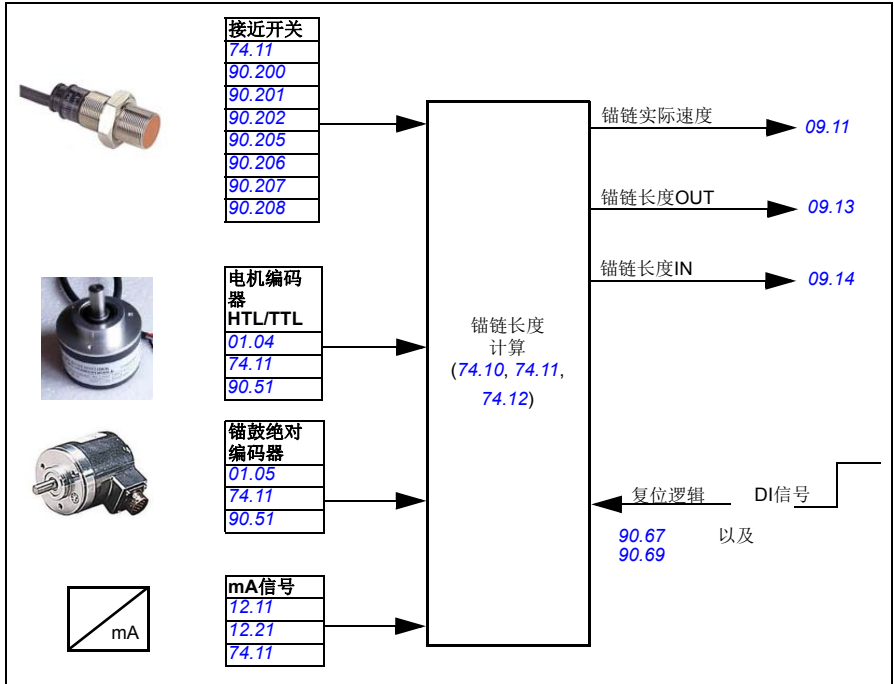 接近开关
74.11
90.200
90.201
90.202
90.205
90.206
90.207
90.208
电机编码
器
HTL/TTL
01.04
74.11
90.51
锚鼓绝对
编码器
01.05
74.11
90.51
mA
mA信号
12.11
12.21
74.11
锚链长度
计算
(74.10, 74.11,
74.12)
锚链实际速度
09.11
锚链长度OUT
09.13
锚链长度IN
09.14
复位逻辑 DI信号
90.67 以及
90.69